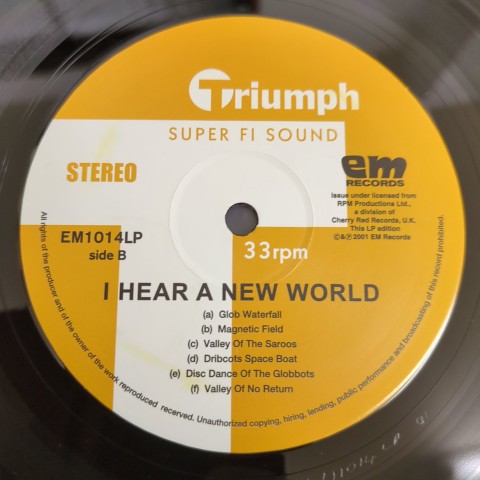 Triumph
SUPER FI SOUND
STEREO
em
RECORDS
Issue under licensed from
RPM Productions Ltd.,
a division of
Cherry Red Records, U.K.
This LP edition
©&℗2001 EM Records
EM1014LP
side B
33rpm
I HEAR A NEW WORLD
(a) Glob Waterfall
(b) Magnetic Field
(c) Valley Of The Saroos
(d) Dribcots Space Boat
(e) Disc Dance Of The Globbots
(f) Valley Of No Return
All rights of the producer and of the owner of the work reproduced reserved. Unauthorized copying, hiring, lending, public performance and broadcasting of this record prohibited.